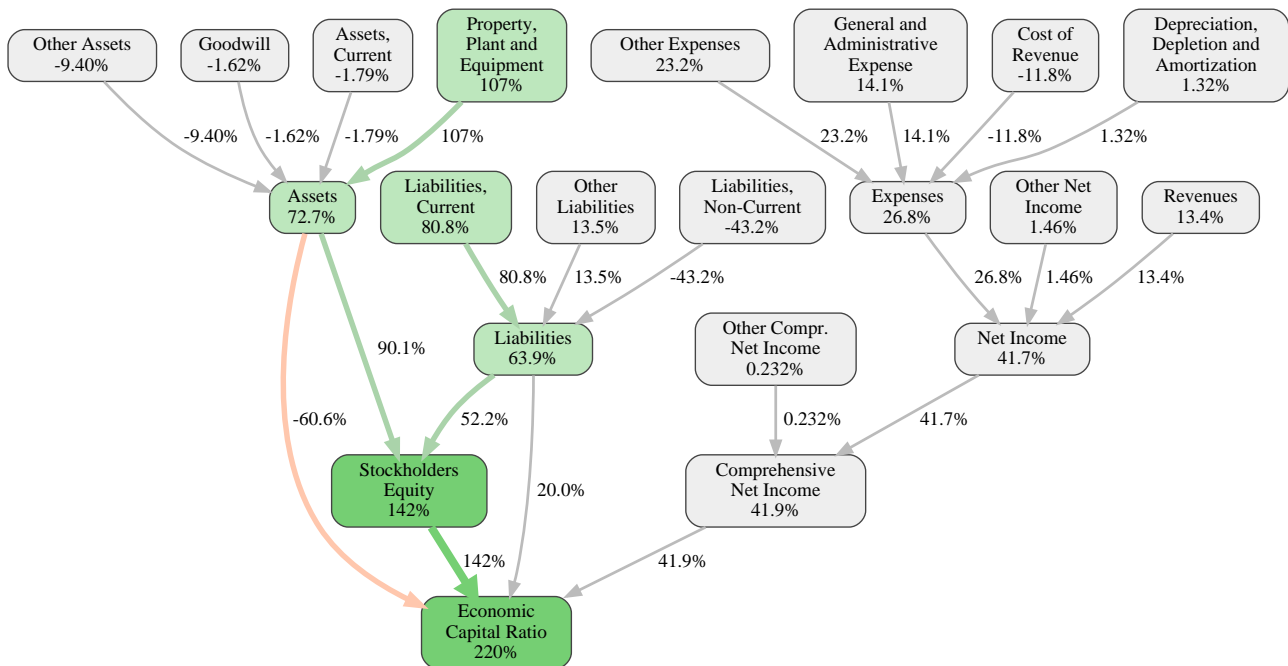 Other Assets
-9.40%
Goodwill
-1.62%
Assets,
Current
-1.79%
Property,
Plant and
Equipment
107%
Other Expenses
23.2%
General and
Administrative
Expense
14.1%
Cost of
Revenue
-11.8%
Depreciation,
Depletion and
Amortization
1.32%
-9.40%
-1.62%
-1.79%
107%
23.2%
14.1%
-11.8%
1.32%
Assets
72.7%
Liabilities,
Current
80.8%
Other
Liabilities
13.5%
Liabilities,
Non-Current
-43.2%
Expenses
26.8%
Other Net
Income
1.46%
Revenues
13.4%
80.8%
13.5%
-43.2%
26.8%
1.46%
13.4%
90.1%
Liabilities
63.9%
Other Compr.
Net Income
0.232%
Net Income
41.7%
-60.6%
52.2%
0.232%
41.7%
Stockholders
Equity
142%
20.0%
Comprehensive
Net Income
41.9%
142%
41.9%
Economic
Capital Ratio
220%